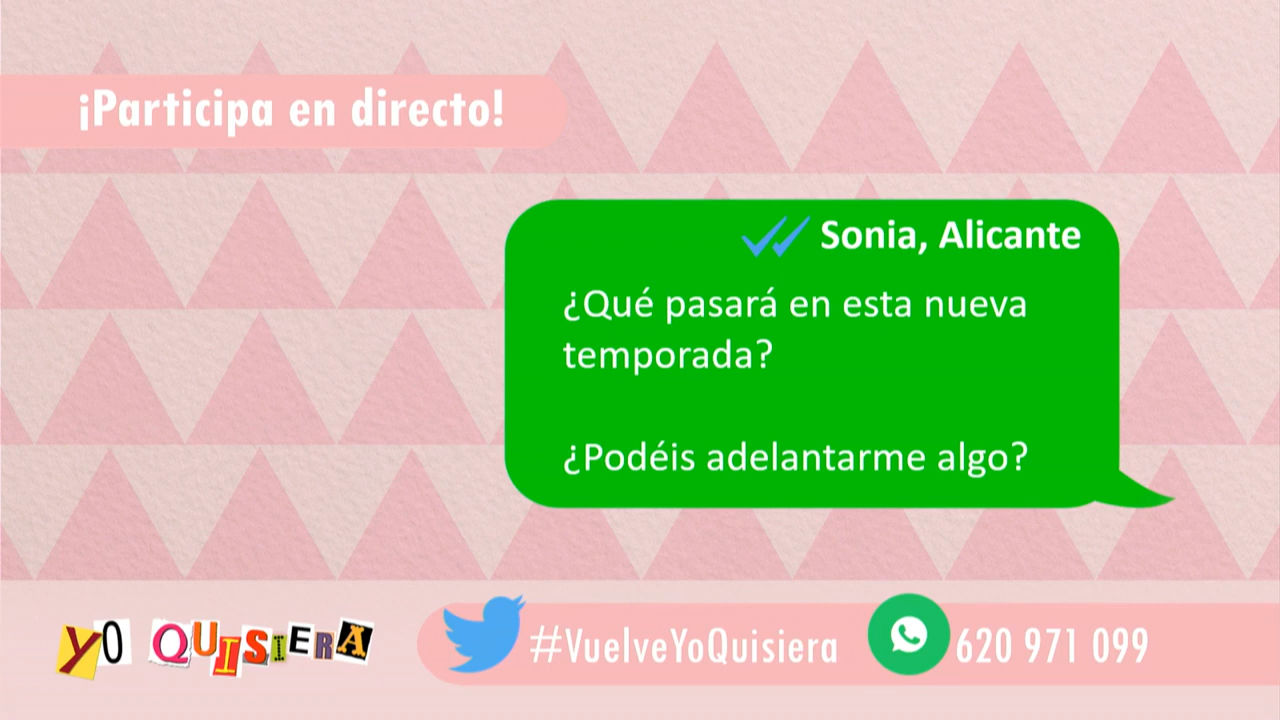 ¡Participa en directo!
Sonia, Alicante
¿Qué pasará en esta nueva
temporada?
¿Podéis adelantarme algo?
YO QUISIERA
#VuelveYoQuisiera
620 971 099